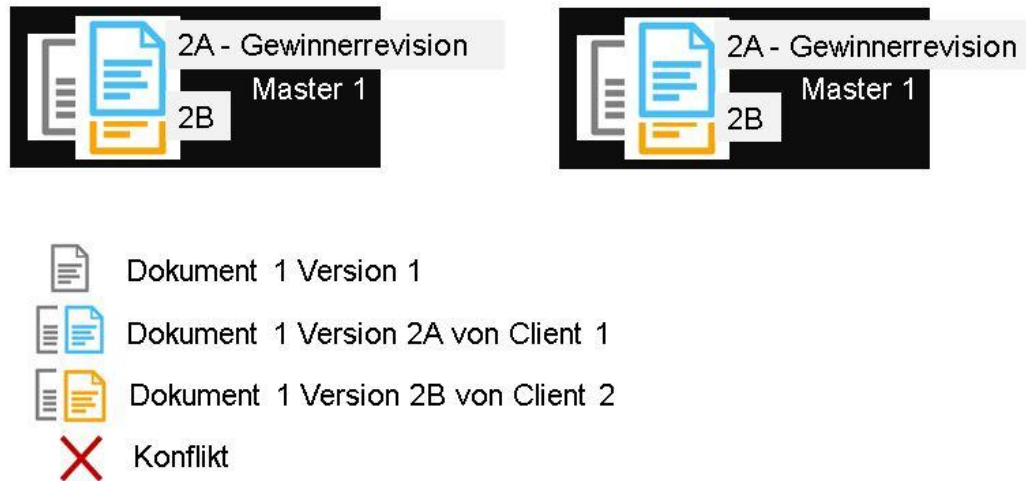 2A - Gewinnerrevision
Master 1
2B
2A - Gewinnerrevision
Master 1
2B
Dokument 1 Version 1
Dokument 1 Version 2A von Client 1
Dokument 1 Version 2B von Client 2
Konflikt